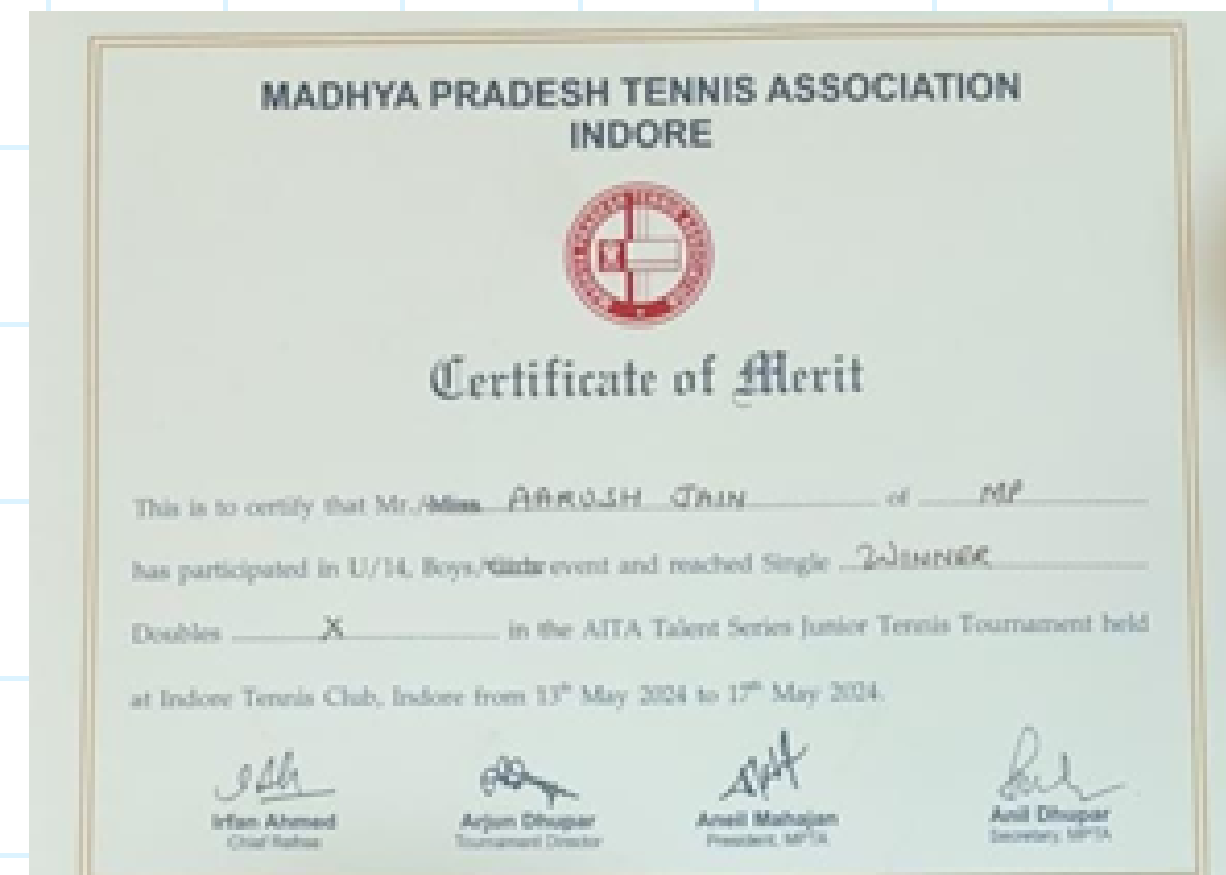 MADHYA PRADESH TENNIS ASSOCIATION
INDORE
Certificate of Merit
This is to certify that Mr./Miss AARUSH JAIN of MP
has participated in U/14, Boys/Girls event and reached Single WINNER
Doubles X in the AITA Talent Series Junior Tennis Tournament held
at Indore Tennis Club, Indore from 13th May 2024 to 17th May 2024.
Irfan Ahmed Arjun Dhupar Aneil Mahajan Anil Dhupar
Chief Tournament Director President, MPTA Secretary, MPTA